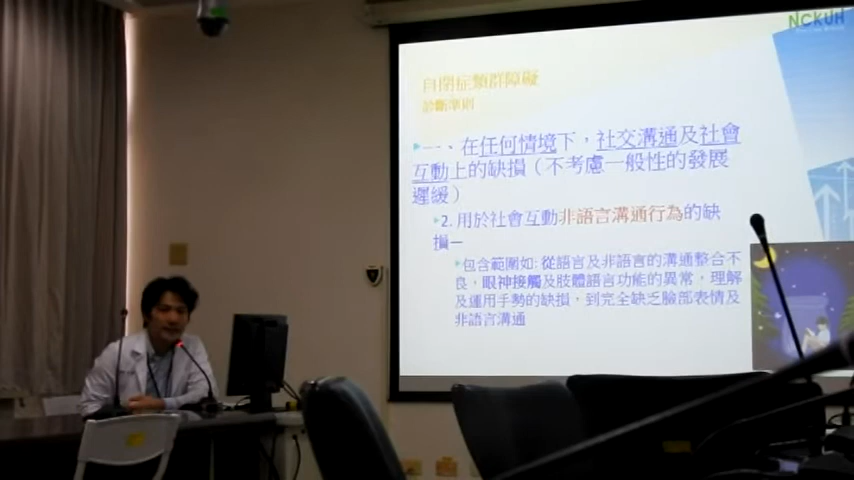 NCKUH
自閉症類群障礙
診斷準則
一、在任何情境下，社交溝通及社會
互動上的缺損（不考慮一般性的發展
遲緩）
2. 用於社會互動非語言溝通行為的缺
損—
包含範圍如: 從語言及非語言的溝通整合不
良，眼神接觸及肢體語言功能的異常，理解
及運用手勢的缺損，到完全缺乏臉部表情及
非語言溝通